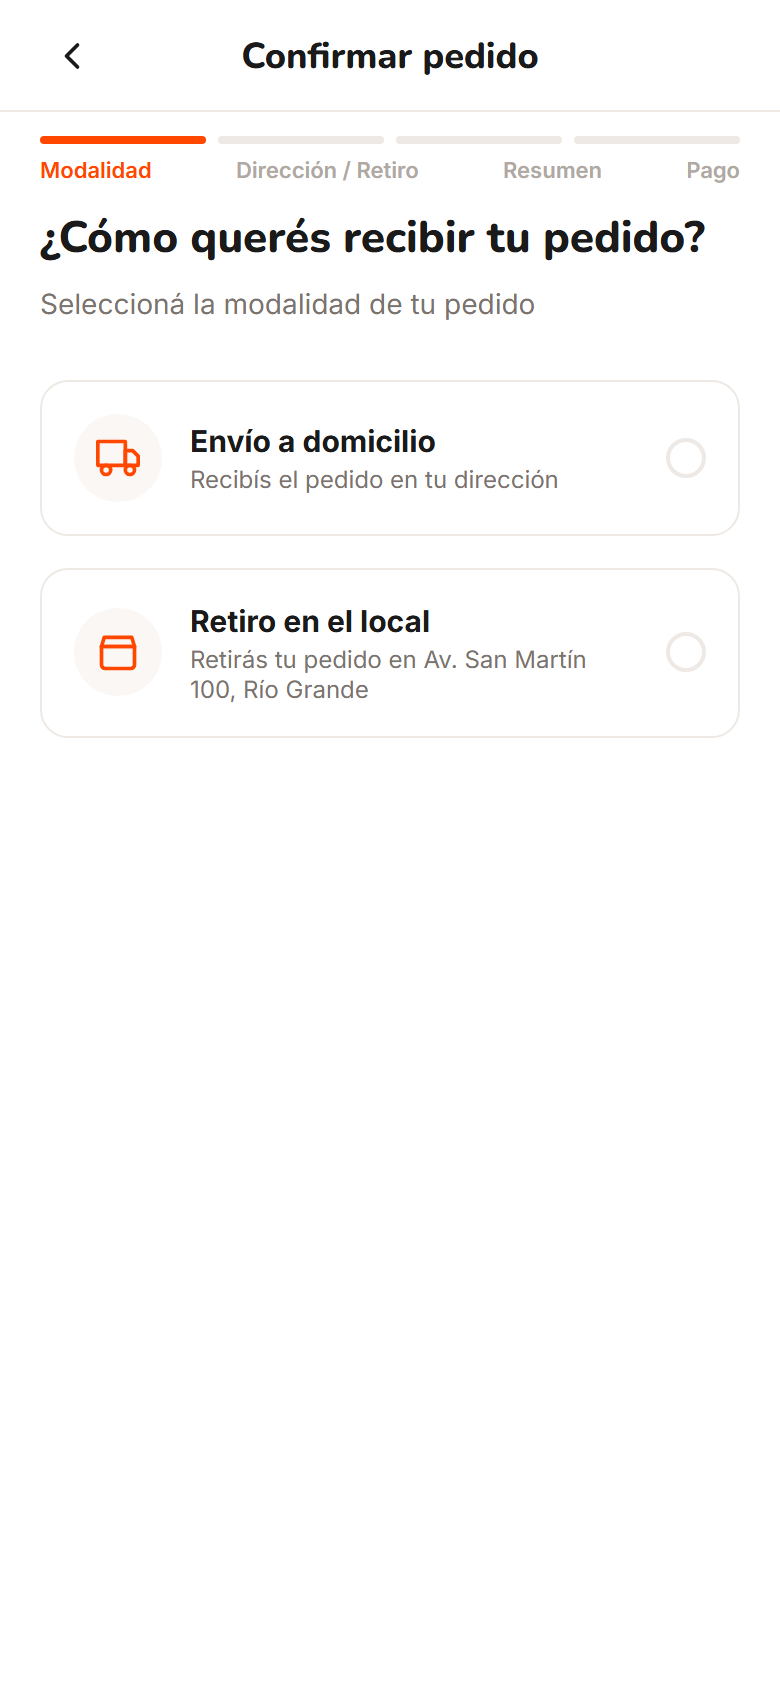 Confirmar pedido
Modalidad Dirección / Retiro Resumen Pago
¿Cómo querés recibir tu pedido?
Seleccioná la modalidad de tu pedido
Envío a domicilio
Recibís el pedido en tu dirección
Retiro en el local
Retirás tu pedido en Av. San Martín
100, Río Grande